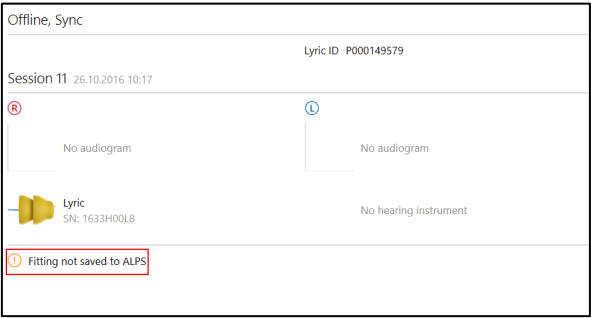 Offline, Sync
Lyric ID P000149579
Session 11 26.10.2016 10:17
R L
No audiogram No audiogram
Lyric
SN: 1633H00L8
No hearing instrument
! Fitting not saved to ALPS